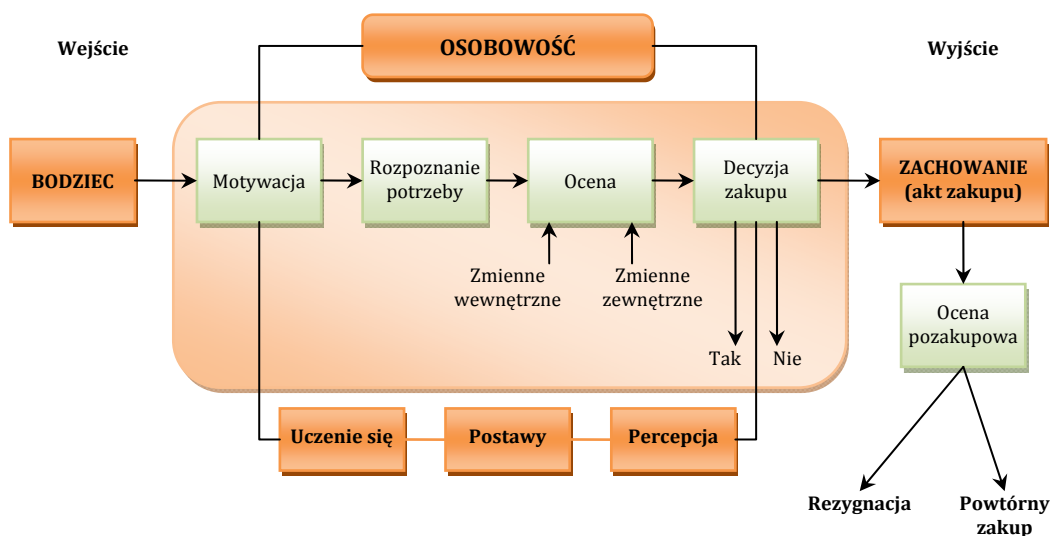 Wejście
OSOBOWOŚĆ
Wyjście
BODZIEC
Motywacja
Rozpoznanie
potrzeby
Ocena
Decyzja
zakupu
ZACHOWANIE
(akt zakupu)
Zmienne
wewnętrzne
Zmienne
zewnętrzne
Tak
Nie
Ocena
pozakupowa
Uczenie się
Postawy
Percepcja
Rezygnacja
Powtórny
zakup